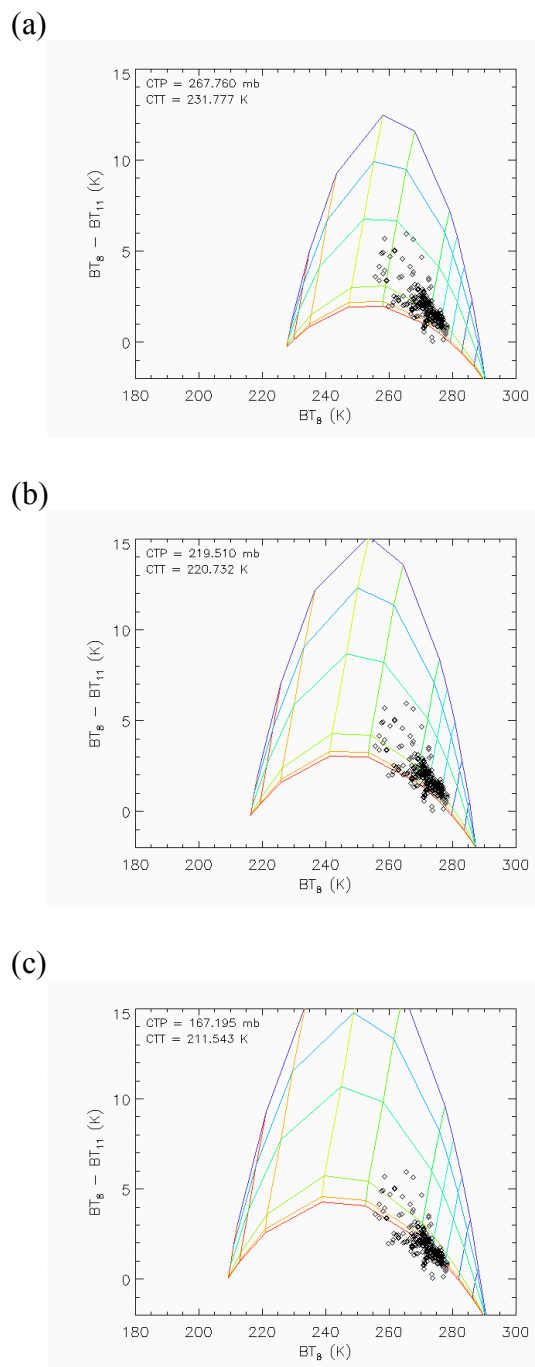 (a)
15
CTP = 267.760 mb
CTT = 231.777 K
10
BT8 − BT11 (K)
5
0
180 200 220 240 260 280 300
BT8 (K)
(b)
15
CTP = 219.510 mb
CTT = 220.732 K
10
BT8 − BT11 (K)
5
0
180 200 220 240 260 280 300
BT8 (K)
(c)
15
CTP = 167.195 mb
CTT = 211.543 K
10
BT8 − BT11 (K)
5
0
180 200 220 240 260 280 300
BT8 (K)